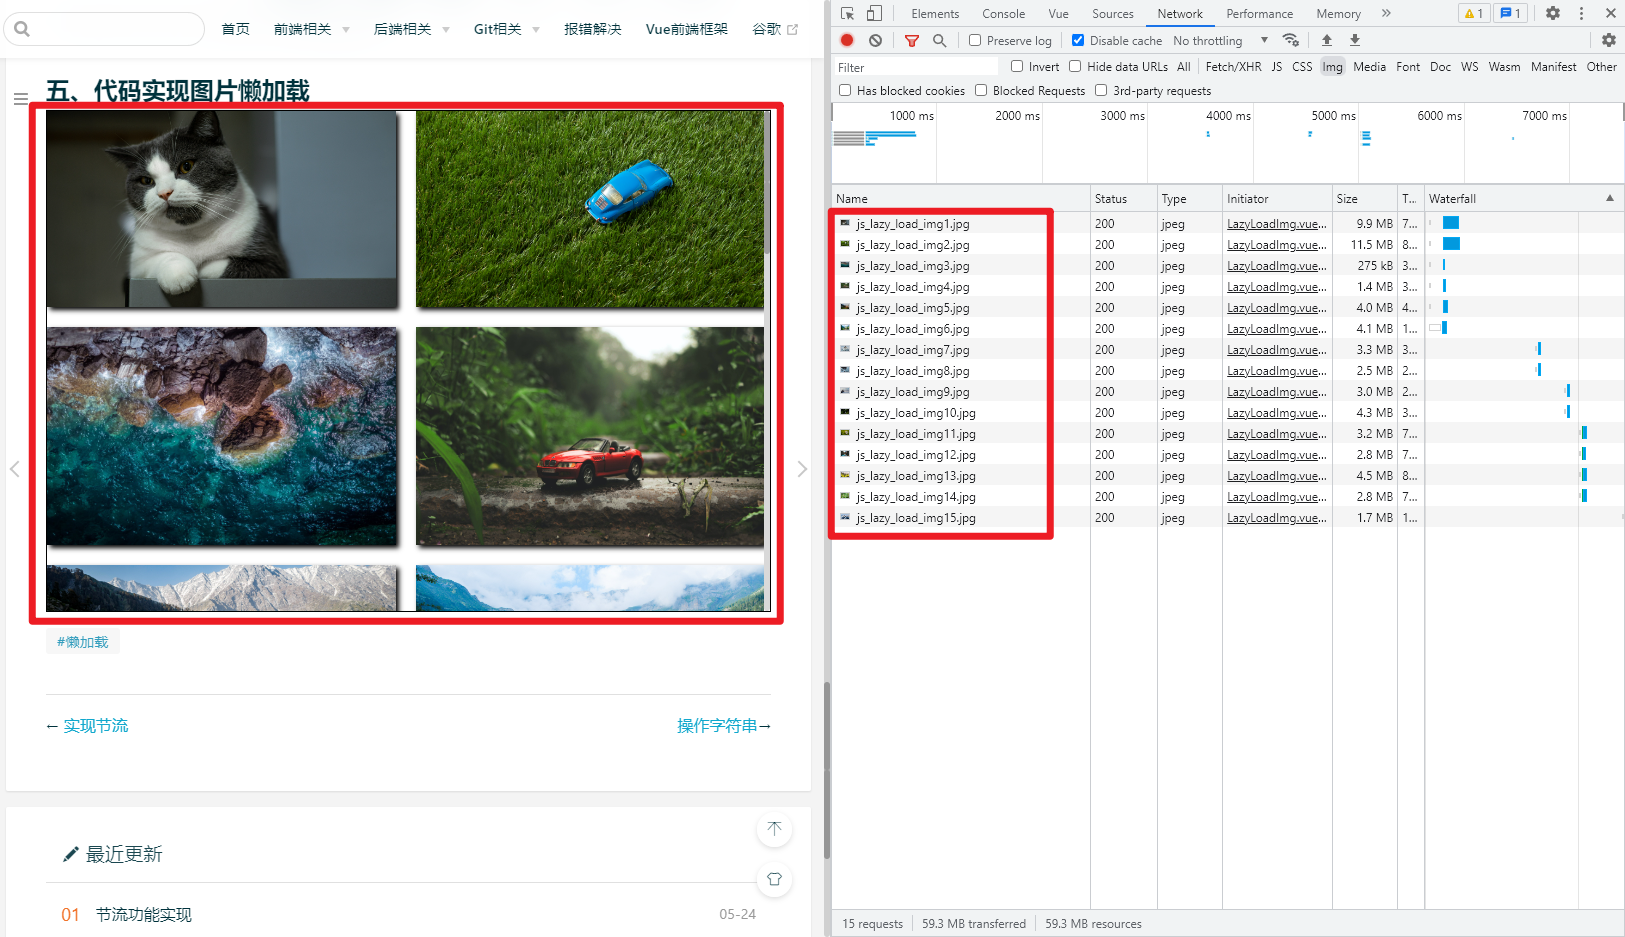 首页 前端相关 后端相关 Git相关 报错解决 Vue前端框架 谷歌
五、代码实现图片懒加载
#懒加载
← 实现节流
操作字符串→
最近更新
01 节流功能实现 05-24
Elements Console Vue Sources Network Performance Memory » 1 1
Preserve log Disable cache No throttling
Filter Invert Hide data URLs All Fetch/XHR JS CSS Img Media Font Doc WS Wasm Manifest Other
Has blocked cookies Blocked Requests 3rd-party requests
1000 ms 2000 ms 3000 ms 4000 ms 5000 ms 6000 ms 7000 ms
Name Status Type Initiator Size T... Waterfall
js_lazy_load_img1.jpg 200 jpeg LazyLoadImg.vue... 9.9 MB 7...
js_lazy_load_img2.jpg 200 jpeg LazyLoadImg.vue... 11.5 MB 8...
js_lazy_load_img3.jpg 200 jpeg LazyLoadImg.vue... 275 kB 3...
js_lazy_load_img4.jpg 200 jpeg LazyLoadImg.vue... 1.4 MB 3...
js_lazy_load_img5.jpg 200 jpeg LazyLoadImg.vue... 4.0 MB 4...
js_lazy_load_img6.jpg 200 jpeg LazyLoadImg.vue... 4.1 MB 1...
js_lazy_load_img7.jpg 200 jpeg LazyLoadImg.vue... 3.3 MB 3...
js_lazy_load_img8.jpg 200 jpeg LazyLoadImg.vue... 2.5 MB 2...
js_lazy_load_img9.jpg 200 jpeg LazyLoadImg.vue... 3.0 MB 2...
js_lazy_load_img10.jpg 200 jpeg LazyLoadImg.vue... 4.3 MB 3...
js_lazy_load_img11.jpg 200 jpeg LazyLoadImg.vue... 3.2 MB 7...
js_lazy_load_img12.jpg 200 jpeg LazyLoadImg.vue... 2.8 MB 7...
js_lazy_load_img13.jpg 200 jpeg LazyLoadImg.vue... 4.5 MB 8...
js_lazy_load_img14.jpg 200 jpeg LazyLoadImg.vue... 2.8 MB 7...
js_lazy_load_img15.jpg 200 jpeg LazyLoadImg.vue... 1.7 MB 1...
15 requests 59.3 MB transferred 59.3 MB resources